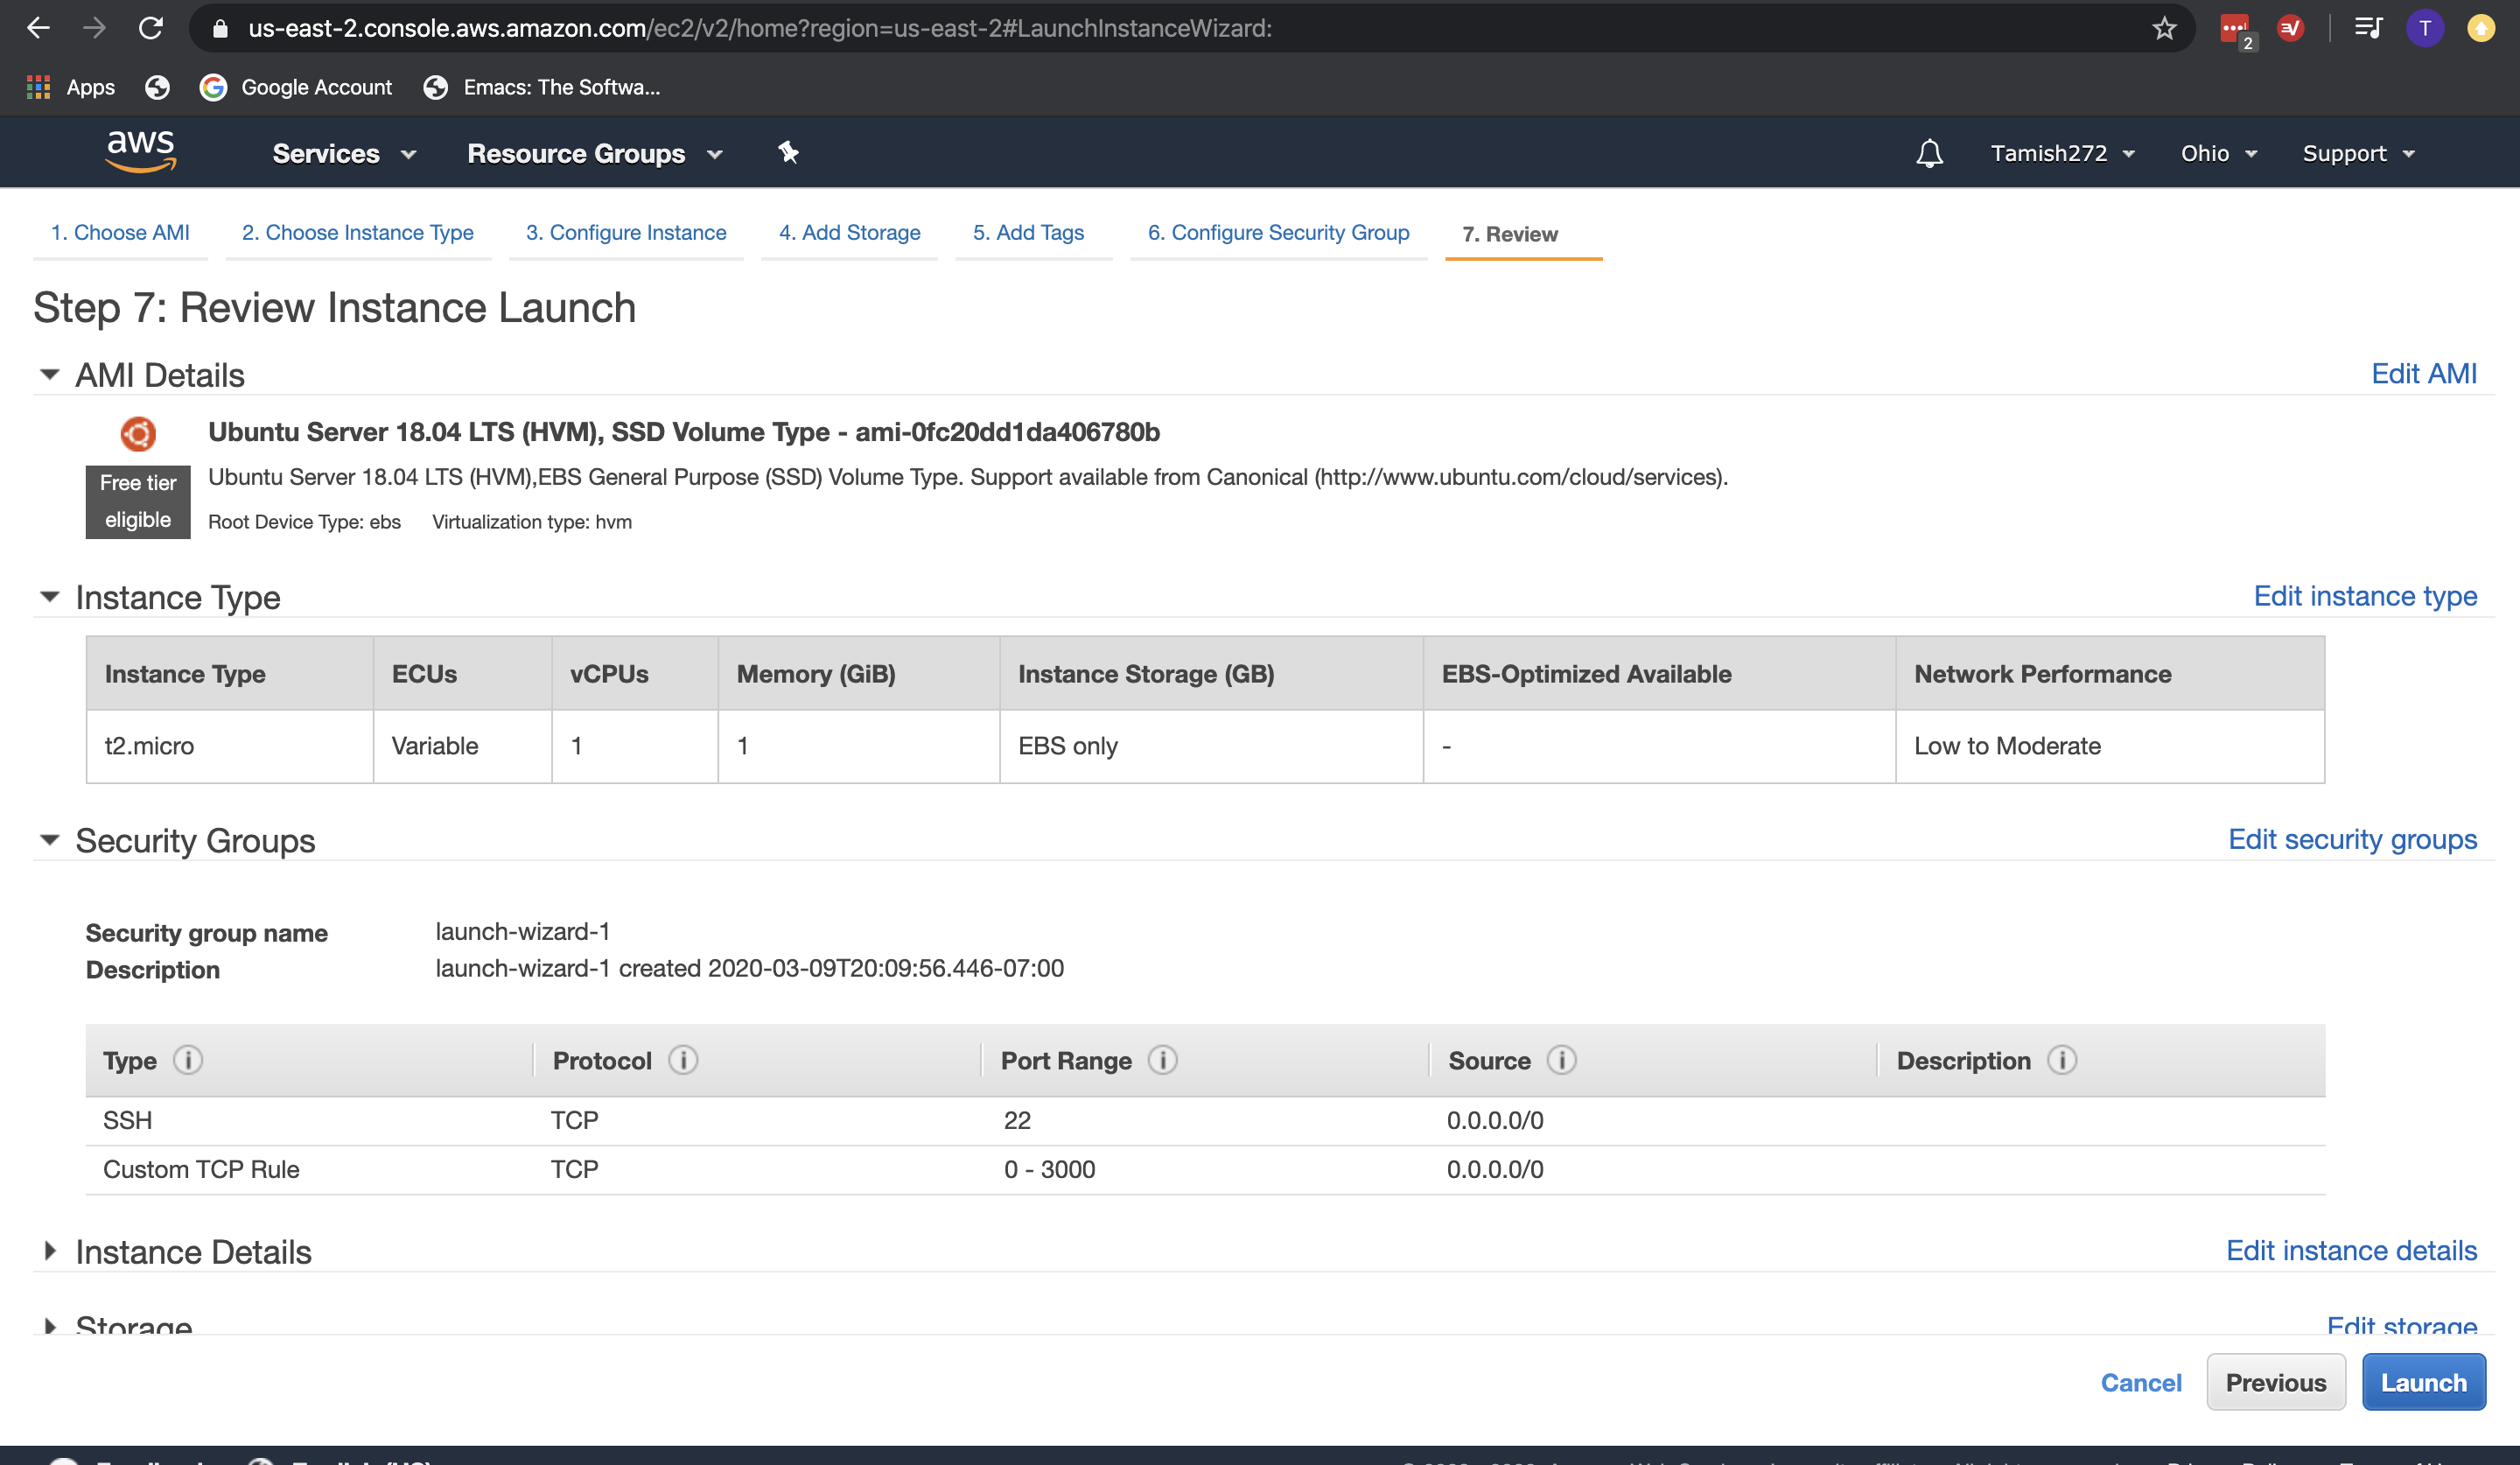 us-east-2.console.aws.amazon.com/ec2/v2/home?region=us-east-2#LaunchInstanceWizard:
2
T
Apps
Google Account
Emacs: The Softwa...
aws
Services
Resource Groups
Tamish272
Ohio
Support
1. Choose AMI
2. Choose Instance Type
3. Configure Instance
4. Add Storage
5. Add Tags
6. Configure Security Group
7. Review
Step 7: Review Instance Launch
AMI Details
Edit AMI
Ubuntu Server 18.04 LTS (HVM), SSD Volume Type - ami-0fc20dd1da406780b
Free tier
eligible
Ubuntu Server 18.04 LTS (HVM),EBS General Purpose (SSD) Volume Type. Support available from Canonical (http://www.ubuntu.com/cloud/services).
Root Device Type: ebs Virtualization type: hvm
Instance Type
Edit instance type
Instance Type ECUs vCPUs Memory (GiB) Instance Storage (GB) EBS-Optimized Available Network Performance
t2.micro Variable 1 1 EBS only - Low to Moderate
Security Groups
Edit security groups
Security group name launch-wizard-1
Description launch-wizard-1 created 2020-03-09T20:09:56.446-07:00
Type Protocol Port Range Source Description
SSH TCP 22 0.0.0.0/0
Custom TCP Rule TCP 0 - 3000 0.0.0.0/0
Instance Details
Edit instance details
Storage
Edit storage
Cancel
Previous
Launch